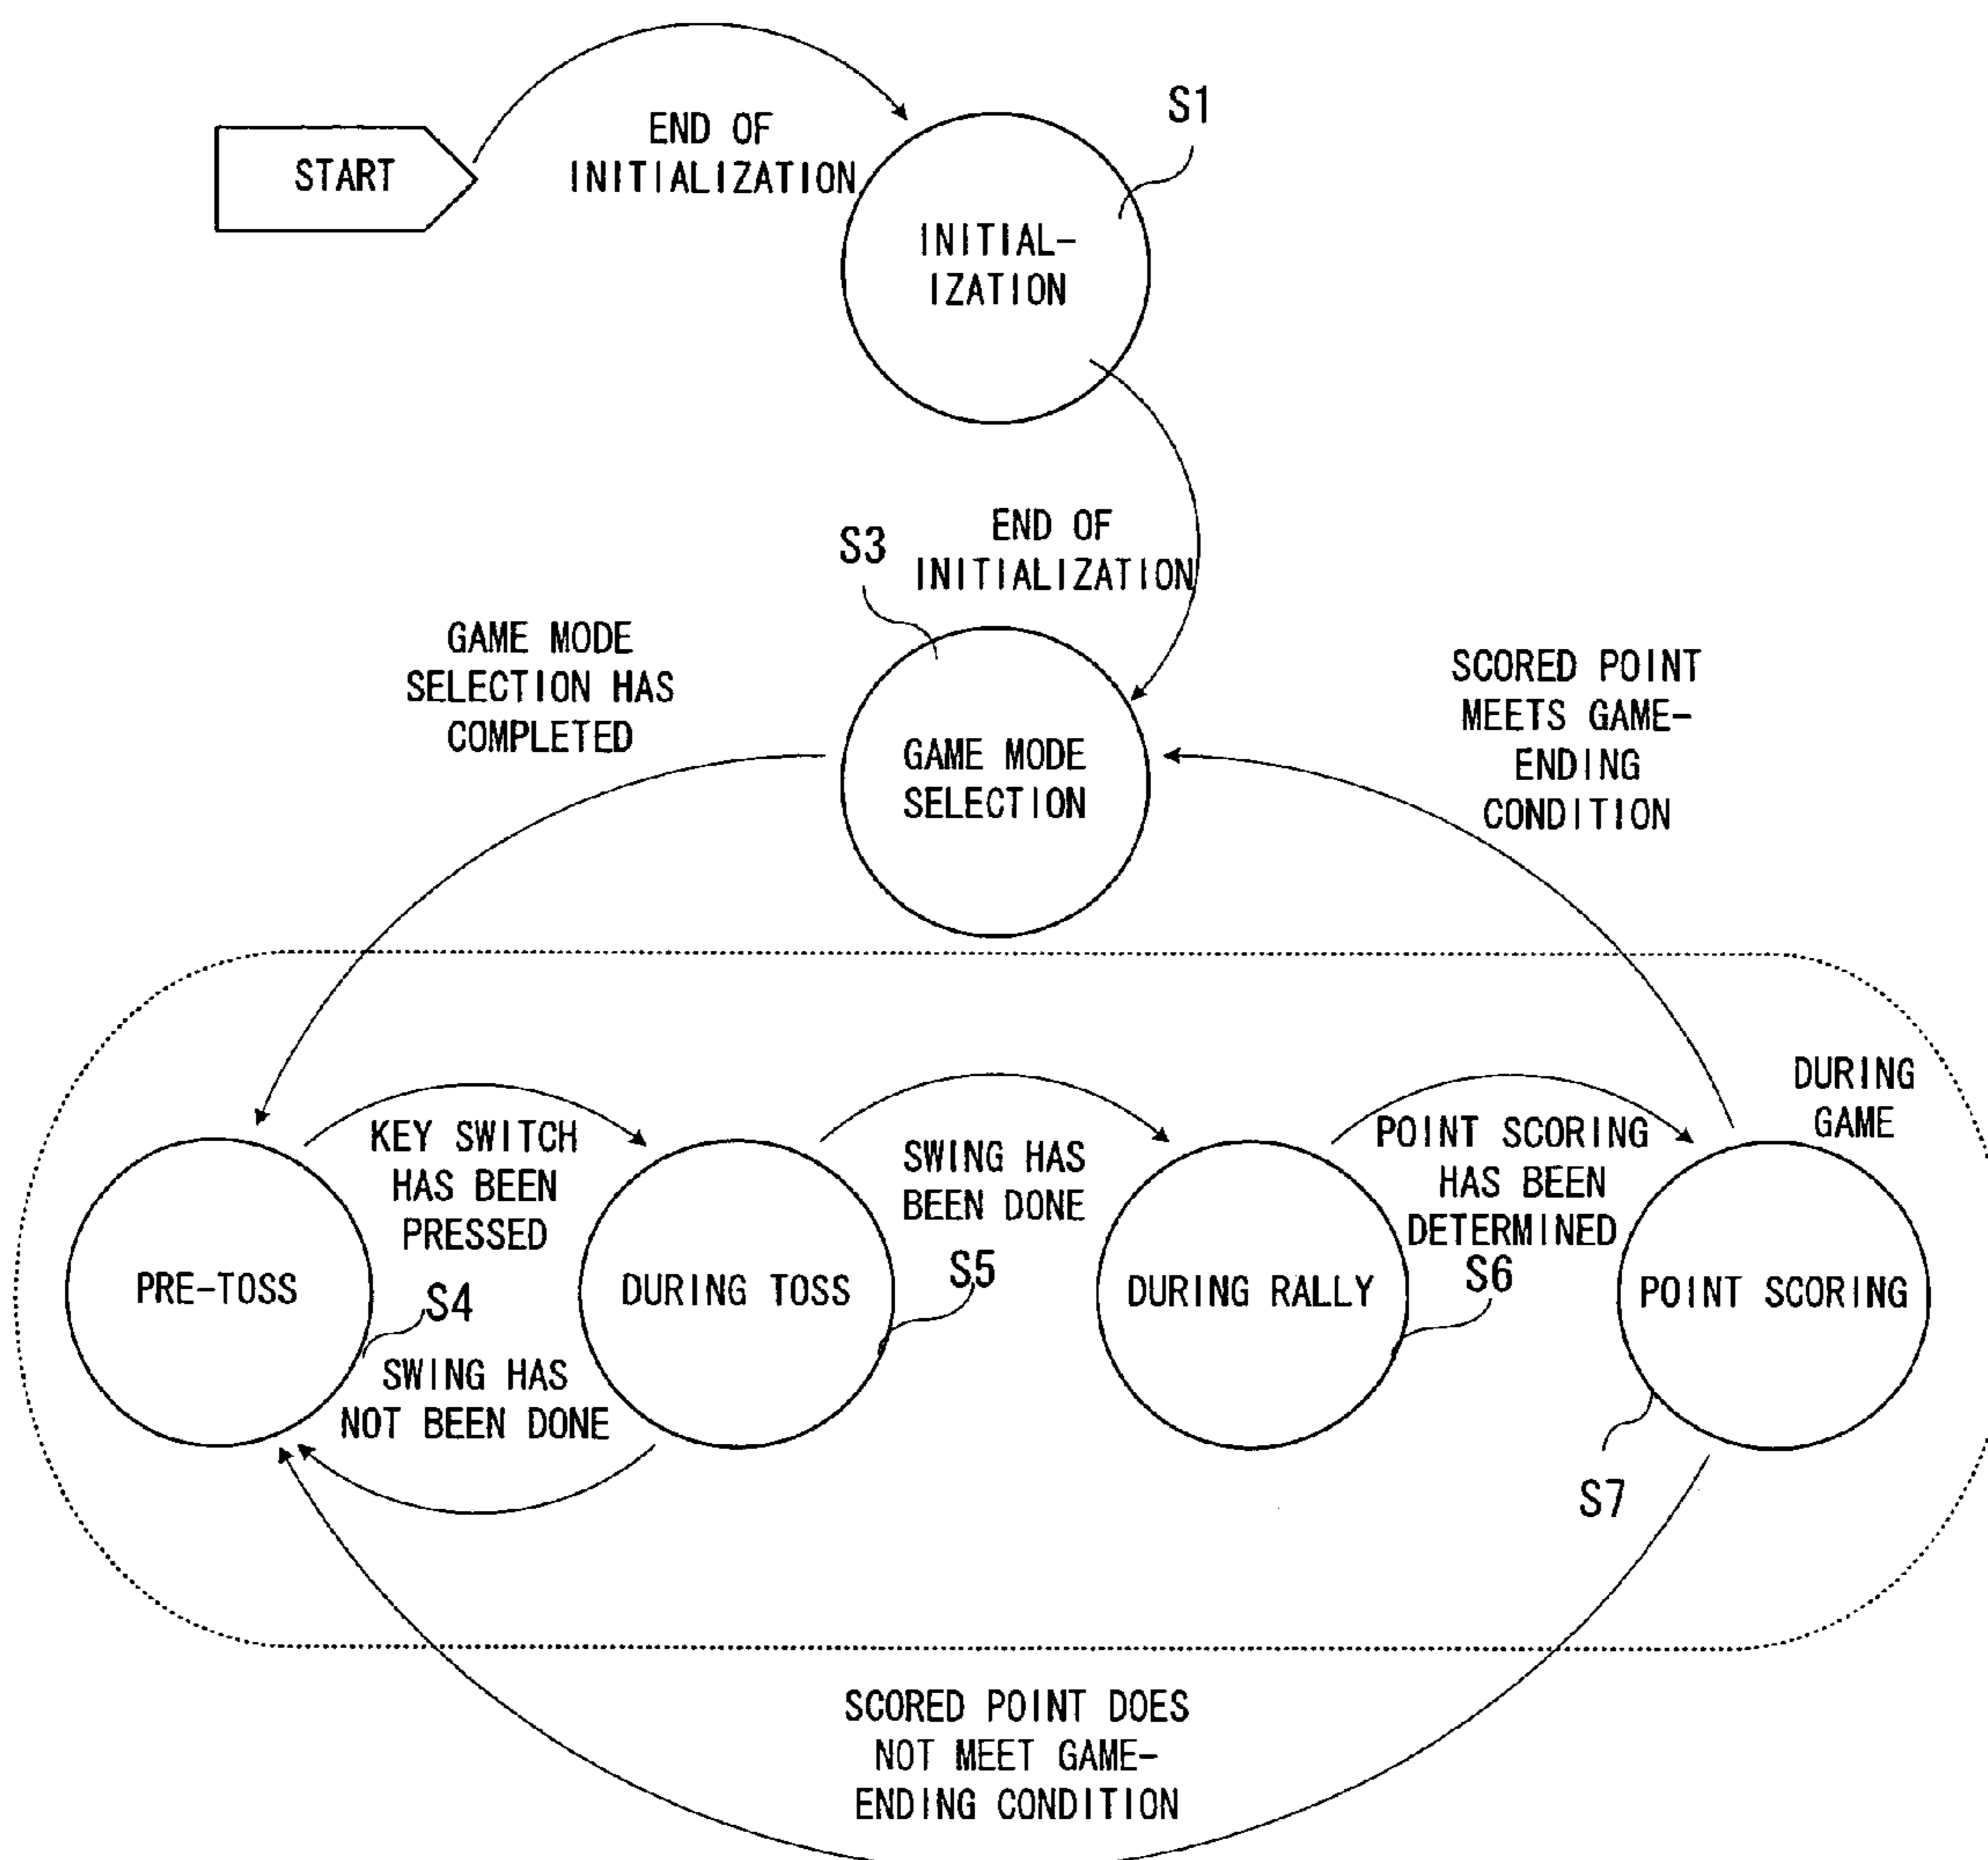 START
END OF
INITIALIZATION
S1
INITIAL-
IZATION
S3
END OF
INITIALIZATION
GAME MODE
SELECTION HAS
COMPLETED
GAME MODE
SELECTION
SCORED POINT
MEETS GAME-
ENDING
CONDITION
DURING
GAME
KEY SWITCH
HAS BEEN
PRESSED
SWING HAS
BEEN DONE
POINT SCORING
HAS BEEN
DETERMINED
PRE-TOSS
S4
DURING TOSS
S5
DURING RALLY
S6
POINT SCORING
SWING HAS
NOT BEEN DONE
S7
SCORED POINT DOES
NOT MEET GAME-
ENDING CONDITION